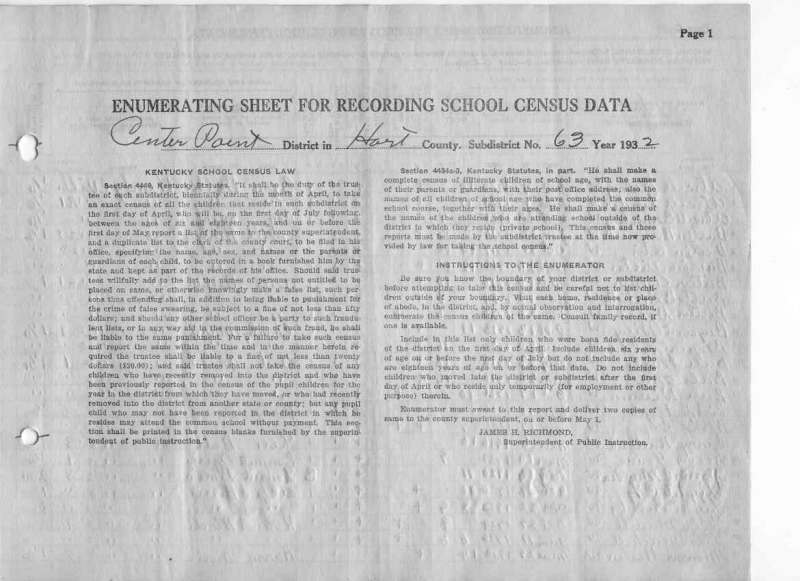 Page 1
ENUMERATING SHEET FOR RECORDING SCHOOL CENSUS DATA
Center Point District in Hart County. Subdistrict No. 63 Year 1932
KENTUCKY SCHOOL CENSUS LAW
Section 4449, Kentucky Statutes. "It shall be the duty of the trus-
tee of each subdistrict, biennially during the month of April, to take
an exact census of all the children that reside in such subdistrict on
the first day of April, who will be, on the first day of July following,
between the ages of six and eighteen years, and on or before the
first day of May report a list of the same to the county superintendent,
and a duplicate list to the clerk of the county court, to be filed in his
office, specifying the name, age, sex, and names or the parents or
guardians of each child, to be entered in a book furnished him by the
state and kept as part of the records of his office. Should said trus-
tees willfully add to the list the names of persons not entitled to be
placed on same, or otherwise knowingly make a false list, such per-
sons thus offending shall, in addition to being liable to punishment for
the crime of false swearing, be subject to a fine of not less than fifty
dollars; and should any other school officer be a party to such fraudu-
lent lists, or in any way aid in the commission of such fraud, he shall
be liable to the same punishment. For a failure to take such census
and report the same within the time and in the manner herein re-
quired the trustee shall be liable to a fine of not less than twenty
dollars ($20.00); and said trustee shall not take the census of any
children who have recently removed into the district and who have
been previously reported in the census of the pupil children for the
year in the district from which they have moved, or who had recently
removed into the district from another state or county; but any pupil
child who may not have been reported in the district in which he
resides may attend the common school without payment. This sec-
tion shall be printed in the census blanks furnished by the superin-
tendent of public instruction."
Section 4434a-3, Kentucky Statutes, in part. "He shall make a
complete census of illiterate children of school age, with the names
of their parents or guardians, with their post office address; also the
names of all children of school age who have completed the common
school course, together with their ages. He shall make a census of
the names of the children who are attending school outside of the
district in which they reside (private school). This census and these
reports must be made by the subdistrict trustee at the time now pro-
vided by law for taking the school census."
INSTRUCTIONS TO THE ENUMERATOR
Be sure you know the boundary of your district or subdistrict
before attempting to take this census and be careful not to list chil-
dren outside of your boundary. Visit each home, residence or place
of abode, in the district, and, by actual observation and interrogation,
enumerate the census children of the same. Consult family record, if
one is available.
Include in this list only children who were bona fide residents
of the district on the first day of April. Include children six years
of age on or before the first day of July but do not include any who
are eighteen years of age on or before that date. Do not include
children who moved into the district or subdistrict after the first
day of April or who reside only temporarily (for employment or other
purpose) therein.
Enumerator must swear to this report and deliver two copies of
same to the county superintendent, on or before May 1.
JAMES H. RICHMOND,
Superintendent of Public Instruction.